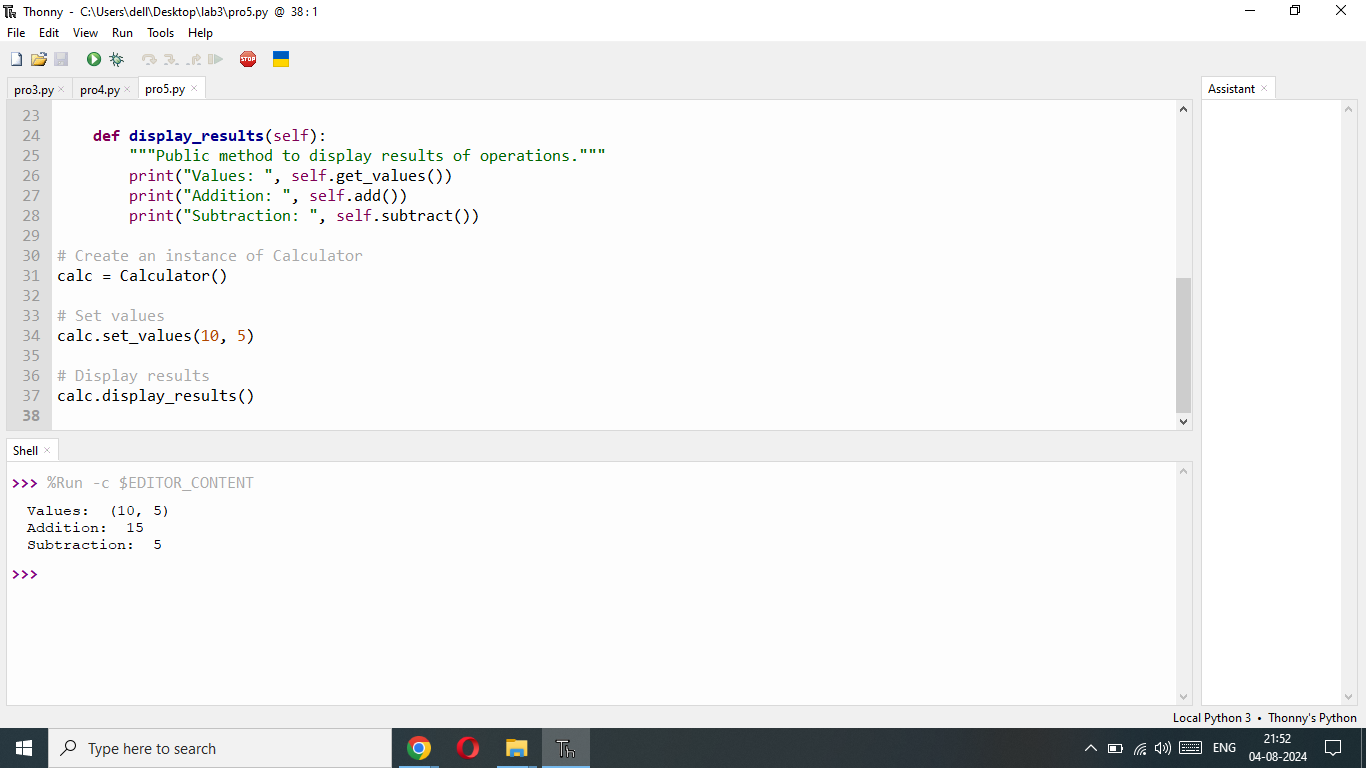 Thonny - C:\Users\dell\Desktop\lab3\pro5.py @ 38 : 1
File Edit View Run Tools Help
STOP
pro3.py × pro4.py × pro5.py ×
Assistant ×
23
24     def display_results(self):
25         """Public method to display results of operations."""
26         print("Values: ", self.get_values())
27         print("Addition: ", self.add())
28         print("Subtraction: ", self.subtract())
29
30 # Create an instance of Calculator
31 calc = Calculator()
32
33 # Set values
34 calc.set_values(10, 5)
35
36 # Display results
37 calc.display_results()
38
Shell ×
>>> %Run -c $EDITOR_CONTENT
Values:  (10, 5)
Addition:  15
Subtraction:  5
>>>
Local Python 3 • Thonny's Python
Type here to search
Th
ENG
21:52
04-08-2024